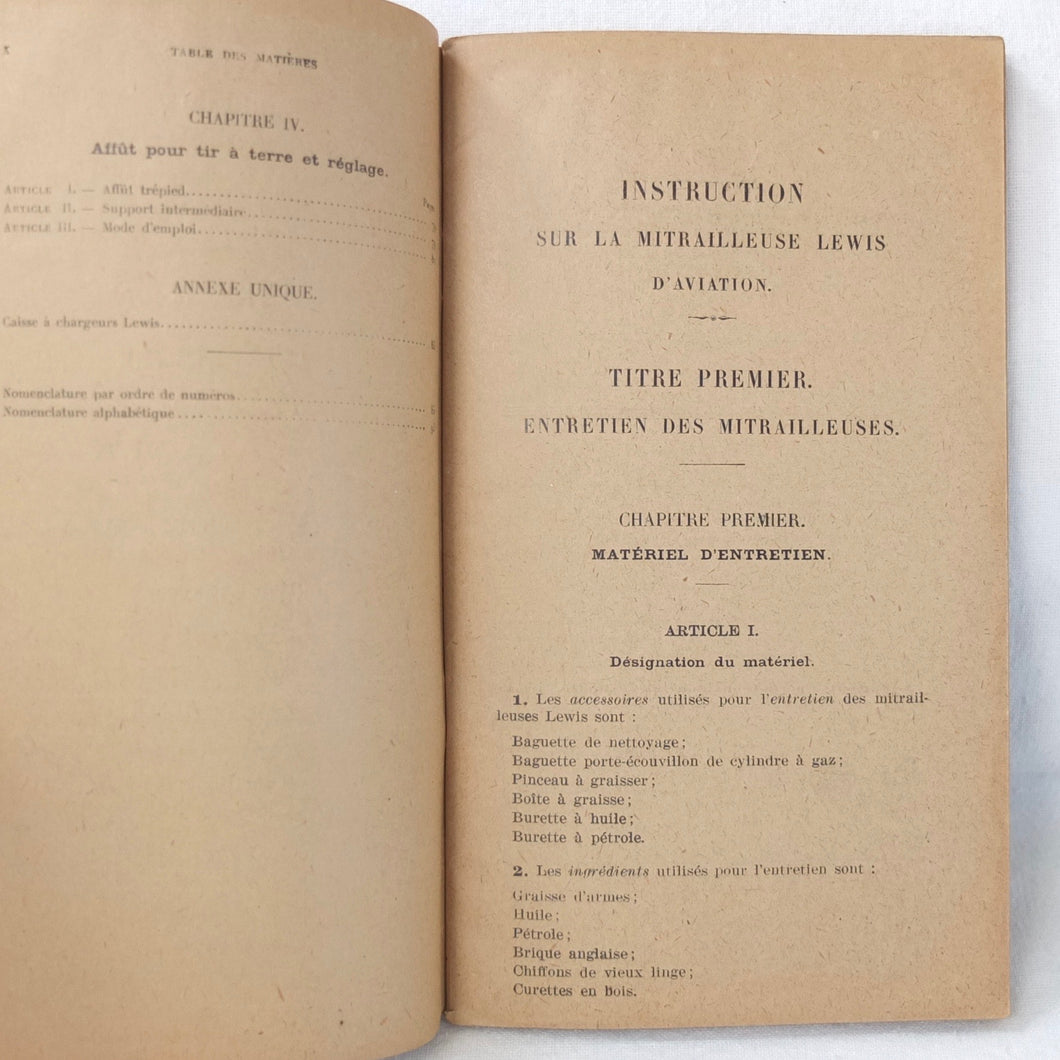 x TABLE DES MATIÈRES
CHAPITRE IV.
Affût pour tir à terre et réglage.
Pages
ARTICLE I. — Affût trépied
ARTICLE II. — Support intermédiaire
ARTICLE III. — Mode d'emploi
ANNEXE UNIQUE.
Caisse à chargeurs Lewis
Nomenclature par ordre de numéros
Nomenclature alphabétique
INSTRUCTION
SUR LA MITRAILLEUSE LEWIS
D'AVIATION.
TITRE PREMIER.
ENTRETIEN DES MITRAILLEUSES.
CHAPITRE PREMIER.
MATÉRIEL D'ENTRETIEN.
ARTICLE I.
Désignation du matériel.
1. Les accessoires utilisés pour l'entretien des mitrail-
leuses Lewis sont :
Baguette de nettoyage;
Baguette porte-écouvillon de cylindre à gaz;
Pinceau à graisser;
Boîte à graisse;
Burette à huile;
Burette à pétrole.
2. Les ingrédients utilisés pour l'entretien sont :
Graisse d'armes;
Huile;
Pétrole;
Brique anglaise;
Chiffons de vieux linge;
Curettes en bois.